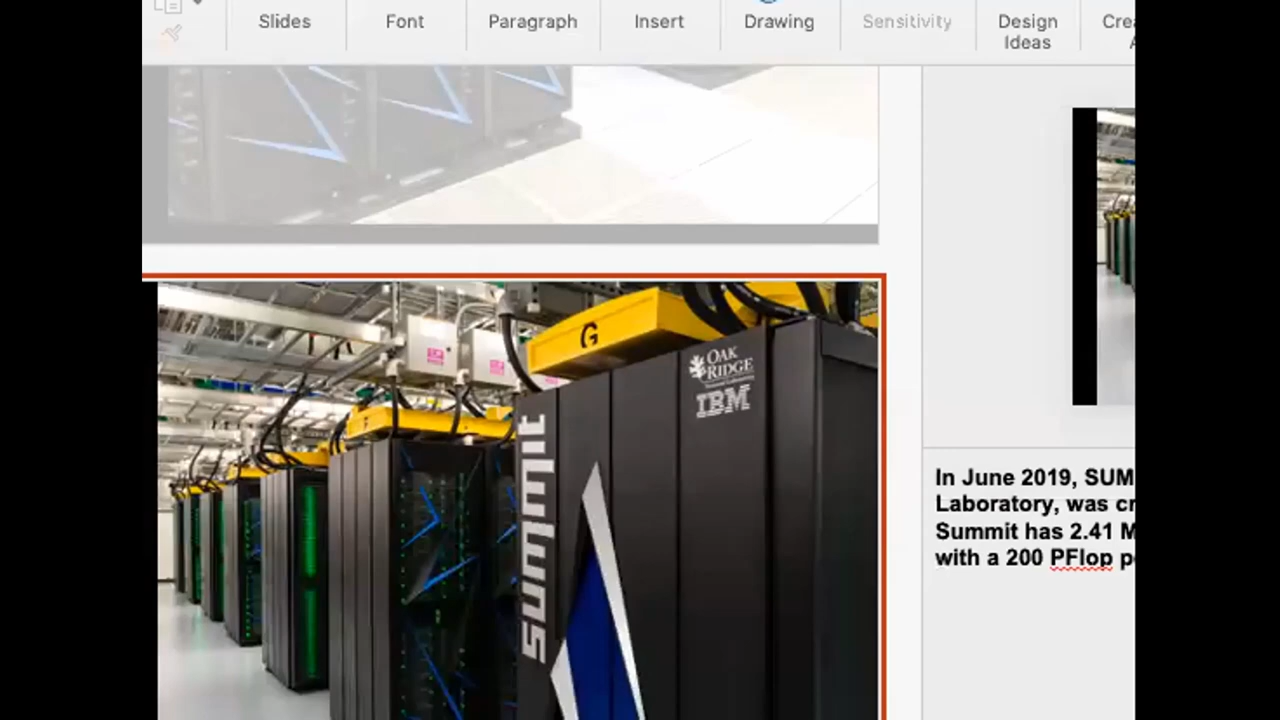 Slides Font Paragraph Insert Drawing Sensitivity Design
Ideas
G
OAK
RIDGE
IBM
F
summit
In June 2019, SUM
Laboratory, was cr
Summit has 2.41 M
with a 200 PFlop p